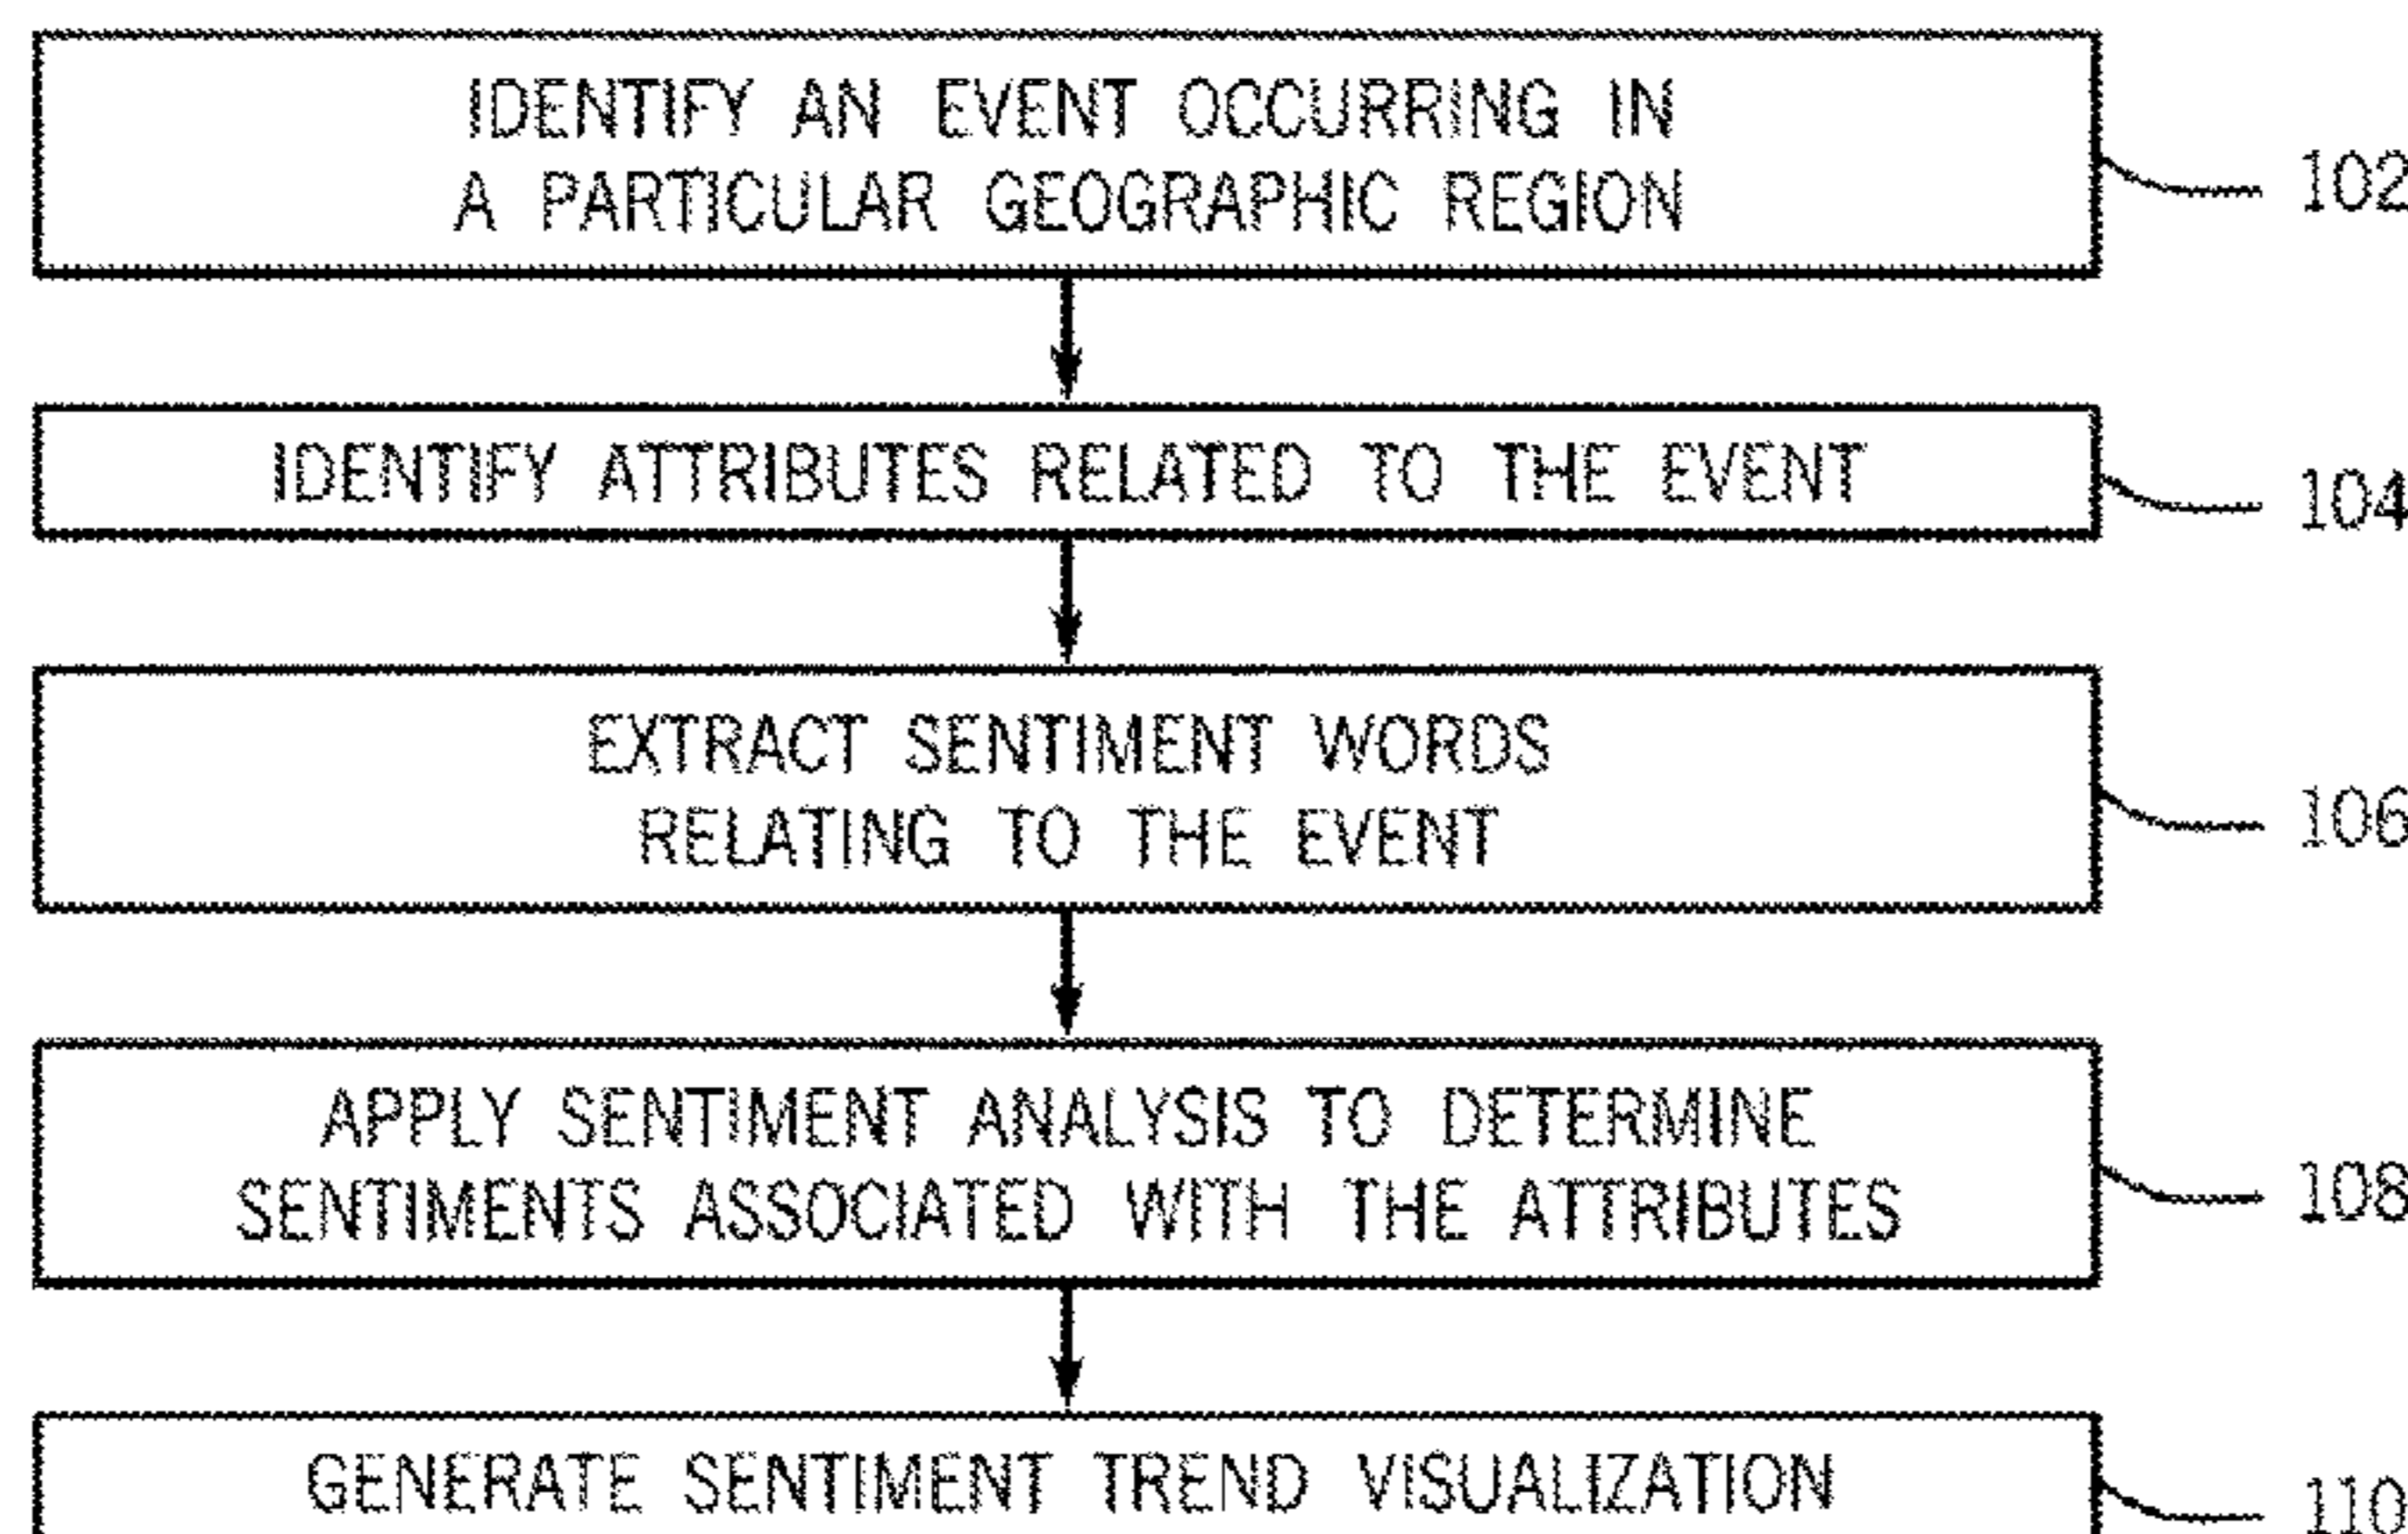 IDENTIFY AN EVENT OCCURRING IN
A PARTICULAR GEOGRAPHIC REGION
102
IDENTIFY ATTRIBUTES RELATED TO THE EVENT
104
EXTRACT SENTIMENT WORDS
RELATING TO THE EVENT
106
APPLY SENTIMENT ANALYSIS TO DETERMINE
SENTIMENTS ASSOCIATED WITH THE ATTRIBUTES
108
GENERATE SENTIMENT TREND VISUALIZATION
110